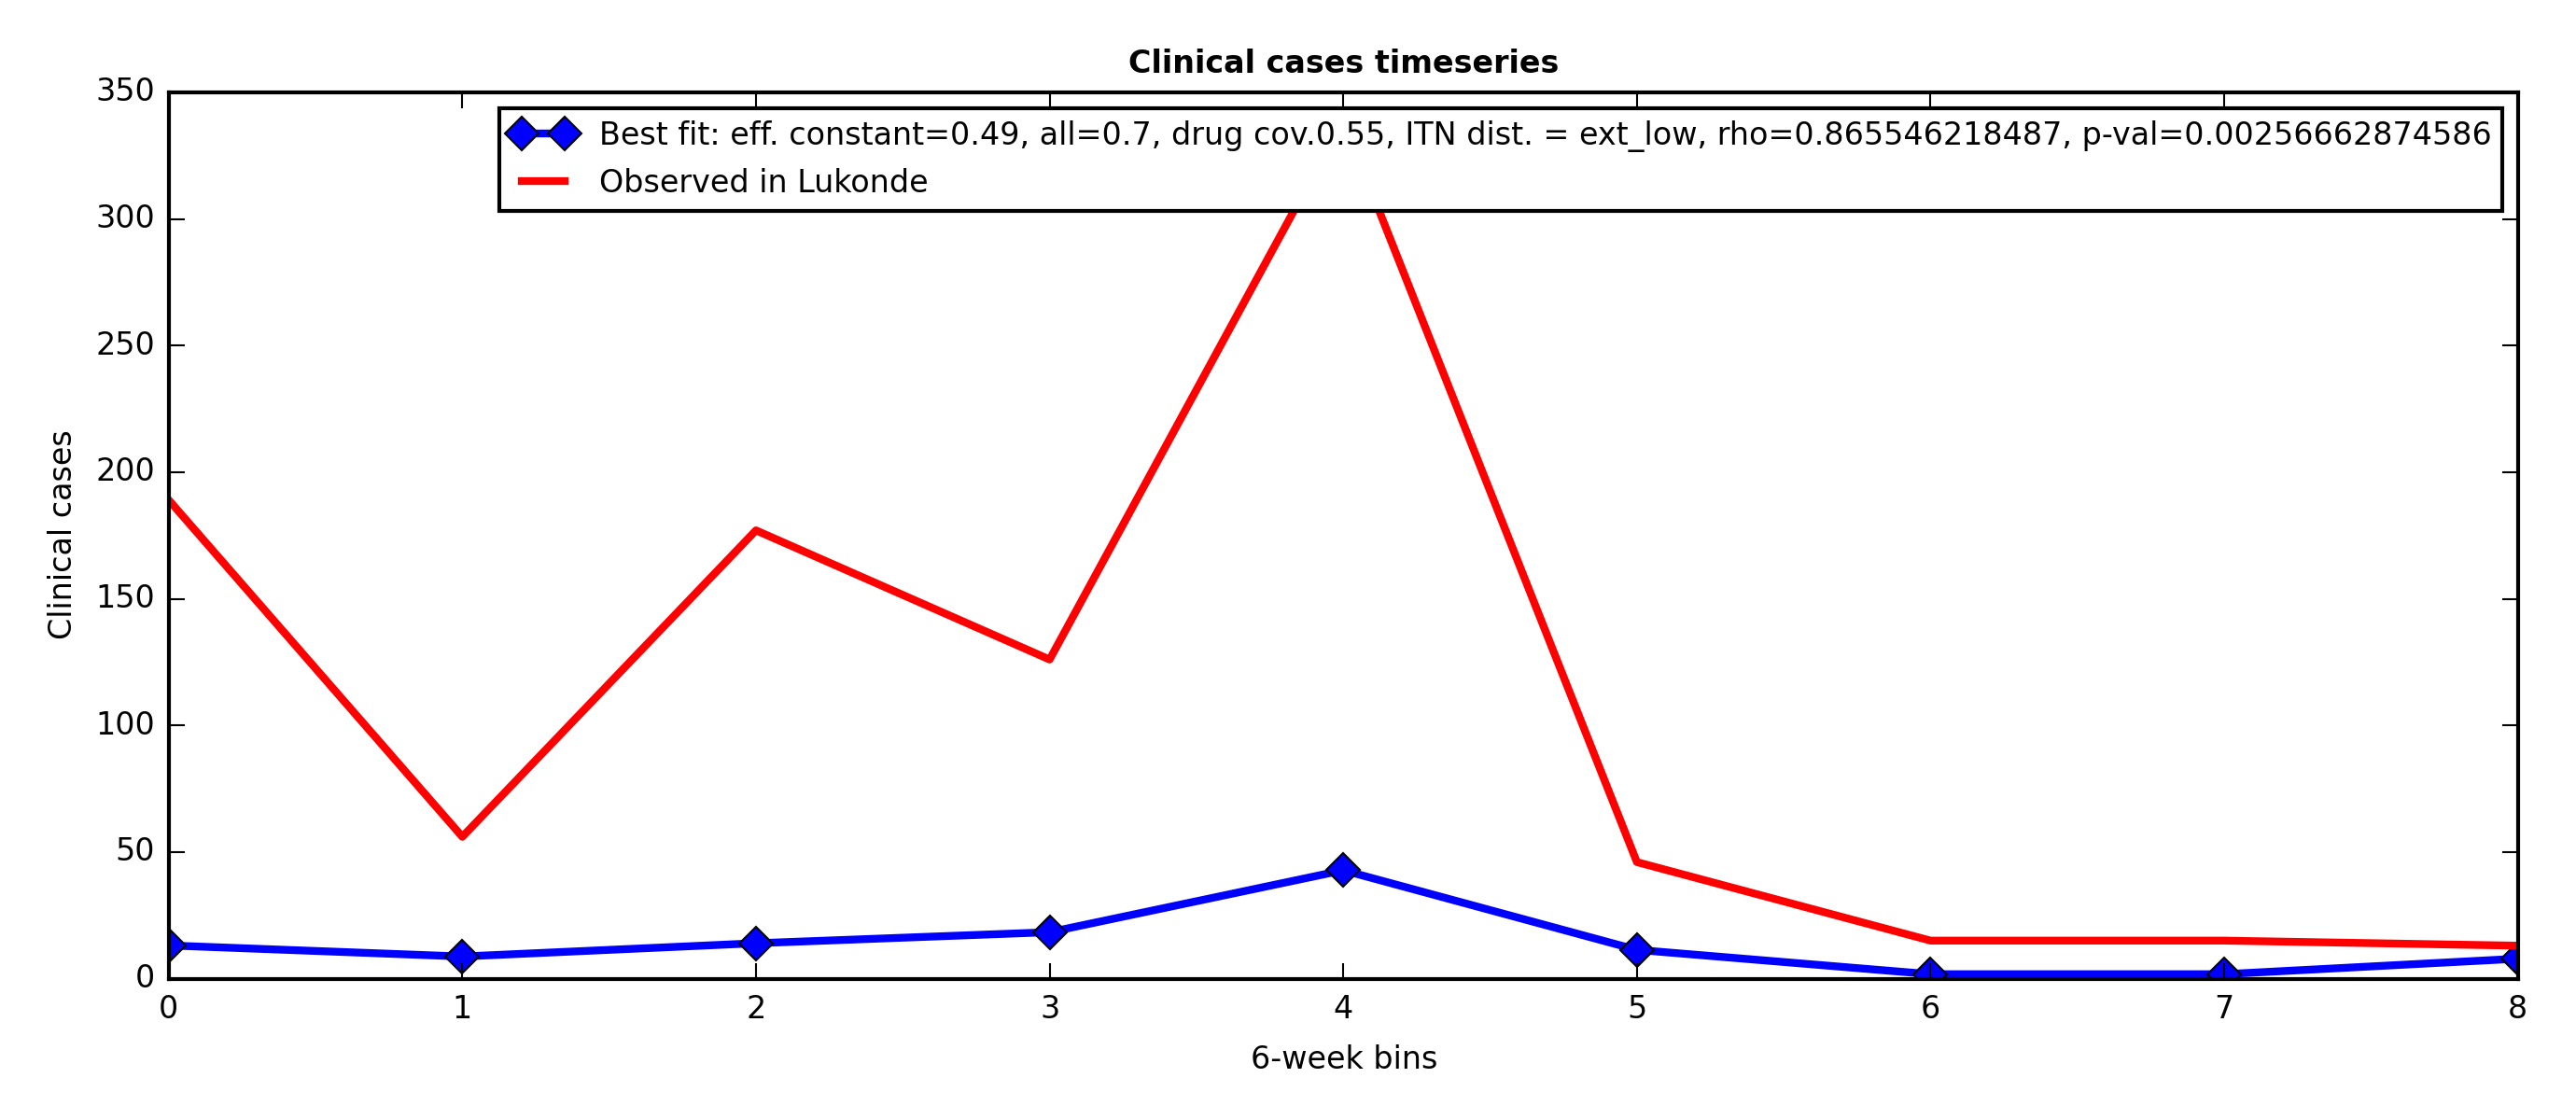 Clinical cases timeseries
350
300
250
200
150
100
50
0
Clinical cases
Best fit: eff. constant=0.49, all=0.7, drug cov.0.55, ITN dist. = ext_low, rho=0.865546218487, p-val=0.00256662874586
Observed in Lukonde
0 1 2 3 4 5 6 7 8
6-week bins